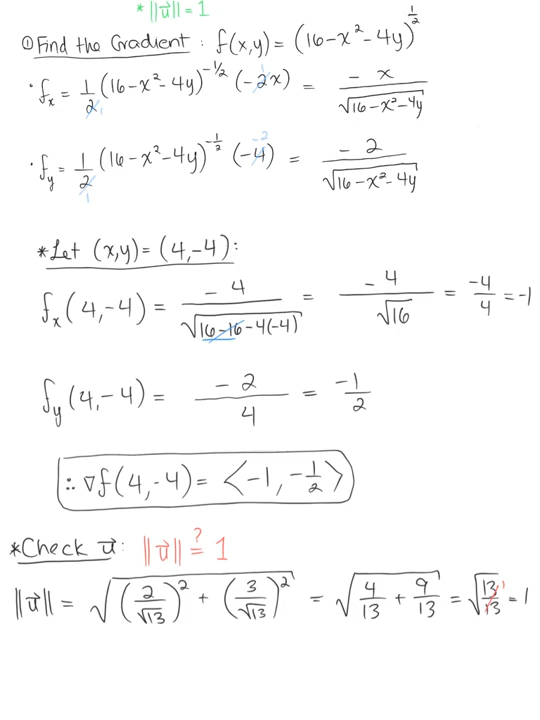 * ||u⃗|| = 1
① Find the Gradient : f(x,y) = (16-x²-4y)^½
· fₓ = 1/2 (16-x²-4y)^-1/2 (-2x) = -x/√(16-x²-4y)
· f_y = 1/2 (16-x²-4y)^-1/2 (-4) = -2/√(16-x²-4y)
*Let (x,y) = (4,-4):
fₓ(4,-4) = -4/√(16-16-4(-4)) = -4/√16 = -4/4 = -1
f_y(4,-4) = -2/4 = -1/2
∴ ∇f(4,-4) = ⟨-1, -1/2⟩
*Check u⃗: ||u⃗|| ?= 1
||u⃗|| = √((2/√13)² + (3/√13)²) = √(4/13 + 9/13) = √(13/13) = 1